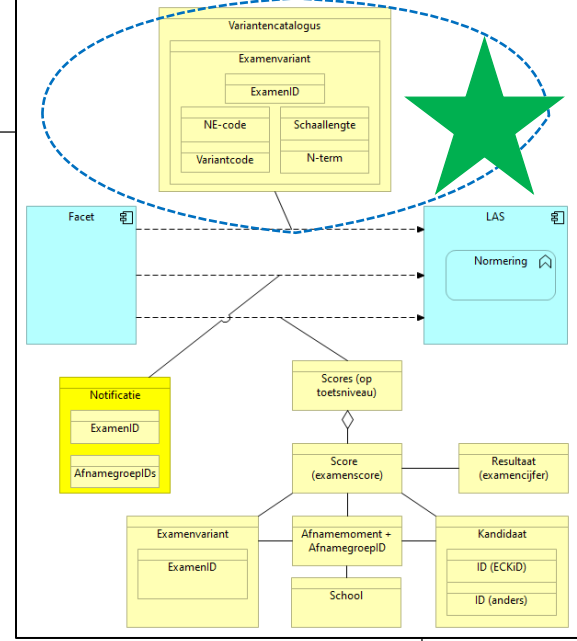 Variantencatalogus
Examenvariant
ExamenID
NE-code
Variantcode
Schaallengte
N-term
Facet
LAS
Normering
Notificatie
ExamenID
AfnamegroepIDs
Scores (op
toetsniveau)
Score
(examenscore)
Resultaat
(examencijfer)
Examenvariant
ExamenID
Afnamemoment +
AfnamegroepID
School
Kandidaat
ID (ECKiD)
ID (anders)